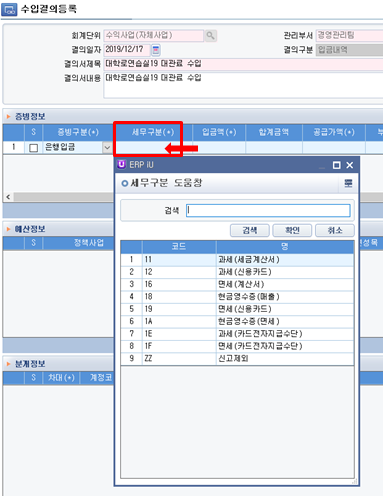 수입결의등록
회계단위 수익사업(자체사업) 관리부서 경영관리팀
결의일자 2019/12/17 결의구분 입금내역
결의서제목 대학로연습실19 대관료 수입
결의서내용 대학로연습실19 대관료 수입
증빙정보
S 증빙구분(*) 세무구분(*) 입금액(*) 합계금액 공급가액(*) 부
1 은행입금
ERP iU
세무구분 도움창
검색
검색 확인 취소
코드 명
1 11 과세(세금계산서)
2 12 과세(신용카드)
3 16 면세(계산서)
4 18 현금영수증(매출)
5 19 면세(신용카드)
6 1A 현금영수증(면세)
7 1E 과세(카드전자지급수단)
8 1F 면세(카드전자지급수단)
9 ZZ 신고제외
예산정보
S 정책사업 성목
분개정보
S 차대(*) 계정코